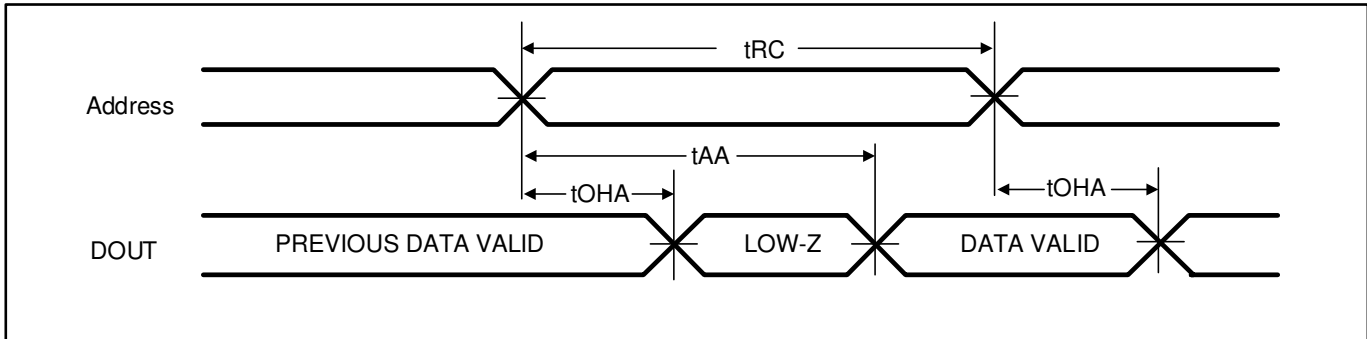 tRC
Address
tAA
tOHA
tOHA
DOUT
PREVIOUS DATA VALID
LOW-Z
DATA VALID